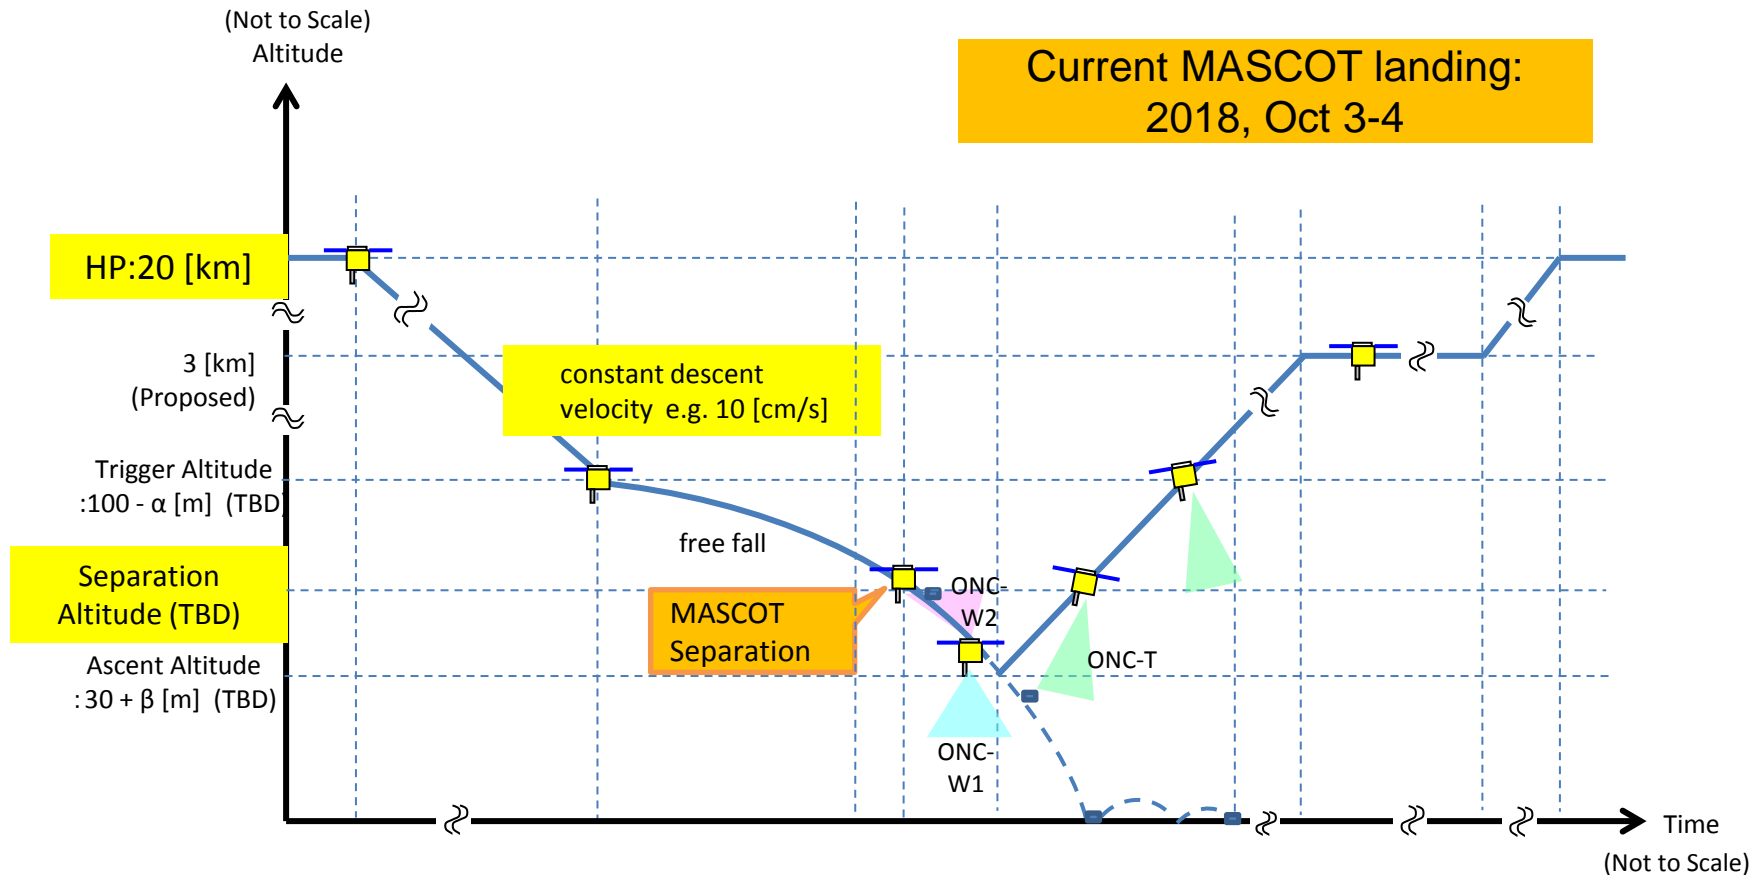 (Not to Scale)
Altitude
Current MASCOT landing:
2018, Oct 3-4
HP:20 [km]
3 [km]
(Proposed)
constant descent
velocity e.g. 10 [cm/s]
Trigger Altitude
:100 - α [m] (TBD)
free fall
Separation
Altitude (TBD)
MASCOT
Separation
ONC-
W2
Ascent Altitude
: 30 + β [m] (TBD)
ONC-T
ONC-
W1
Time
(Not to Scale)